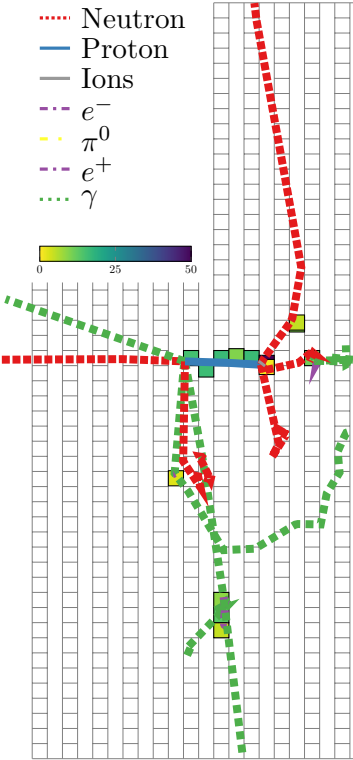 Neutron
Proton
Ions
e⁻
π⁰
e⁺
γ
0 25 50